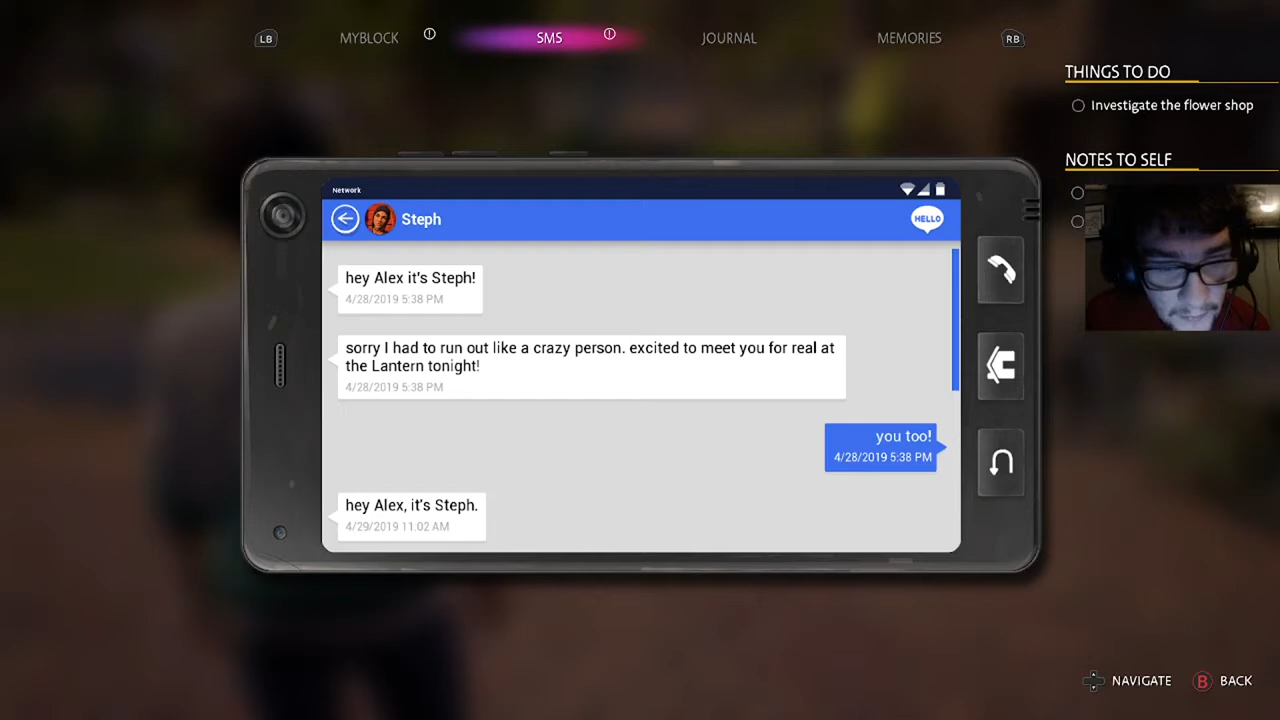 LB
MYBLOCK
SMS
JOURNAL
MEMORIES
RB
THINGS TO DO
Investigate the flower shop
NOTES TO SELF
Network
Steph
HELLO
hey Alex it's Steph!
4/28/2019 5:38 PM
sorry I had to run out like a crazy person. excited to meet you for real at
the Lantern tonight!
4/28/2019 5:38 PM
you too!
4/28/2019 5:38 PM
hey Alex, it's Steph.
4/29/2019 11:02 AM
NAVIGATE
B BACK